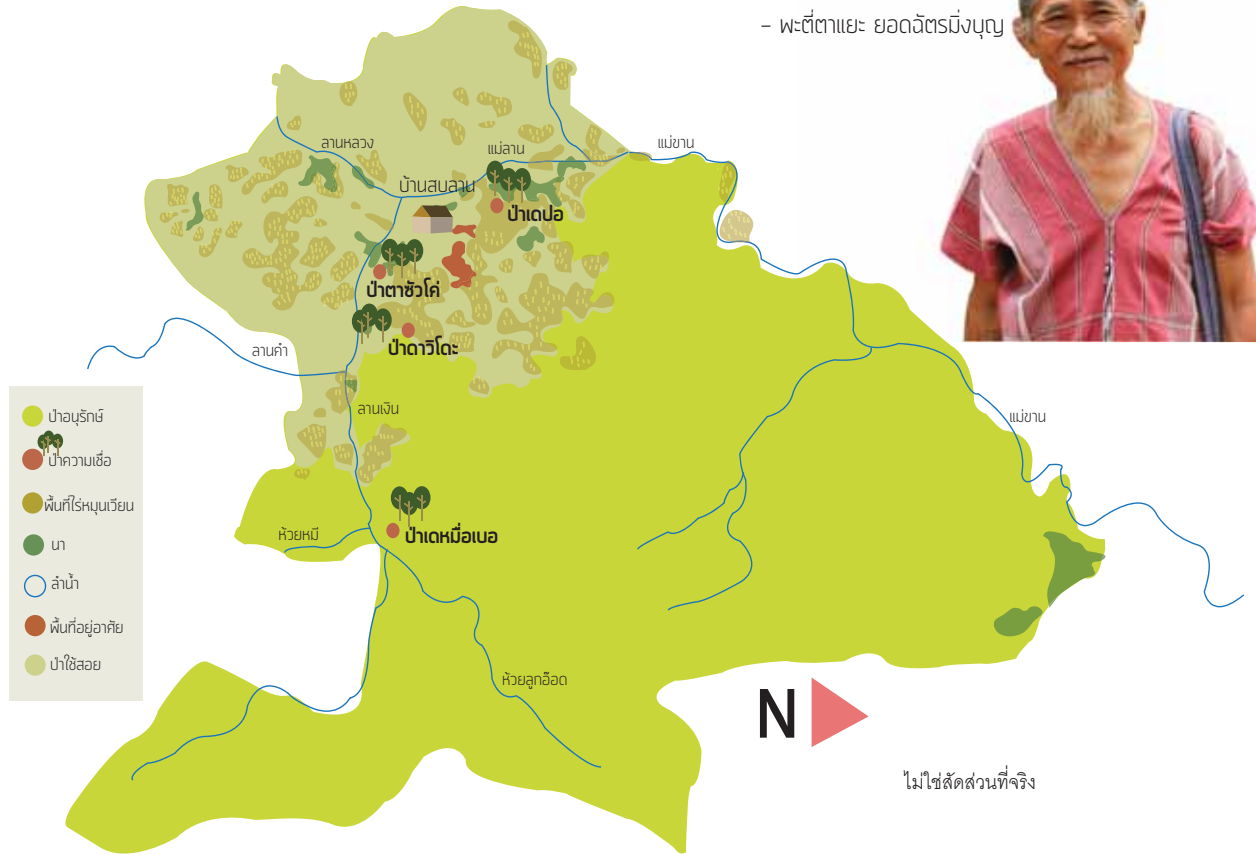 – พะตี่ตาแยะ ยอดฉัตรมิ่งบุญ
ลานหลวง
แม่ลาน
แม่ขาน
บ้านสบลาน
ป่าเดปอ
ป่าตาซัวโค่
ป่าดาวิโดะ
ลานคำ
ลานเงิน
แม่ขาน
ป่าอนุรักษ์
ป่าความเชื่อ
พื้นที่ไร่หมุนเวียน
นา
ลำน้ำ
พื้นที่อยู่อาศัย
ป่าใช้สอย
ห้วยหมี
ป่าเดหมื่อเบอ
ห้วยลูกอ๊อด
N
ไม่ใช่สัดส่วนที่จริง